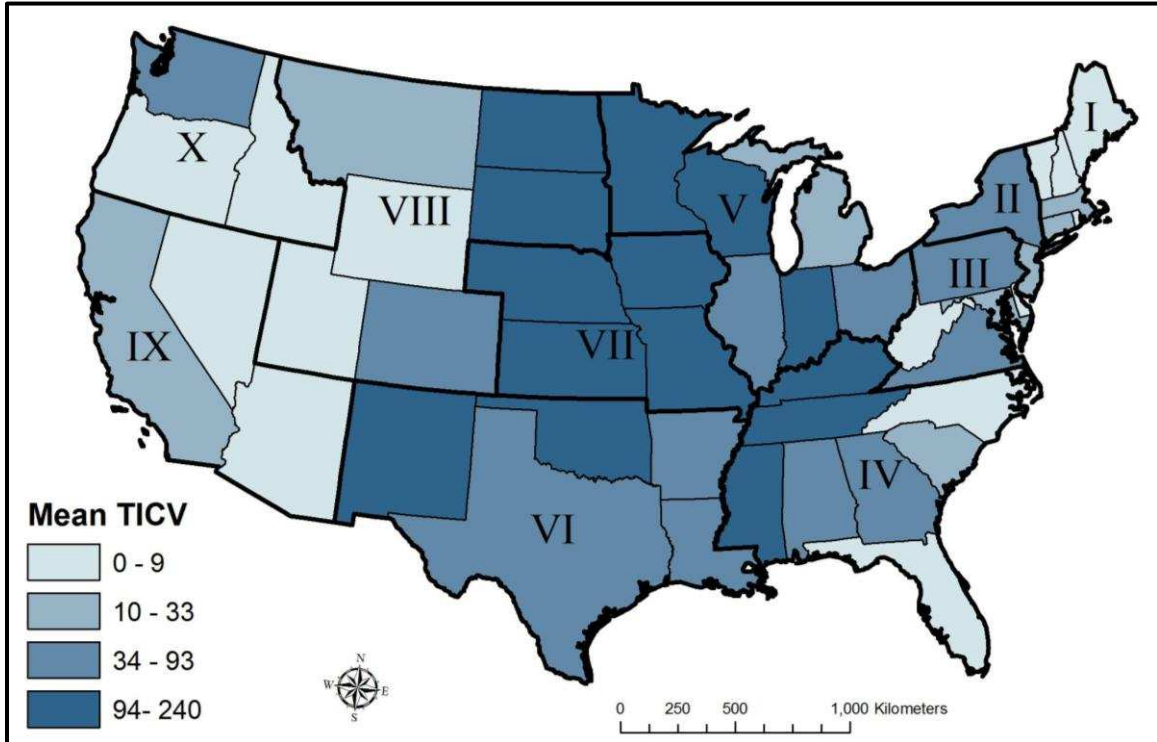 I
II
X
VIII
V
III
IX
VII
IV
VI
Mean TICV
0 - 9
10 - 33
34 - 93
94- 240
N
W E
S
0 250 500 1,000 Kilometers